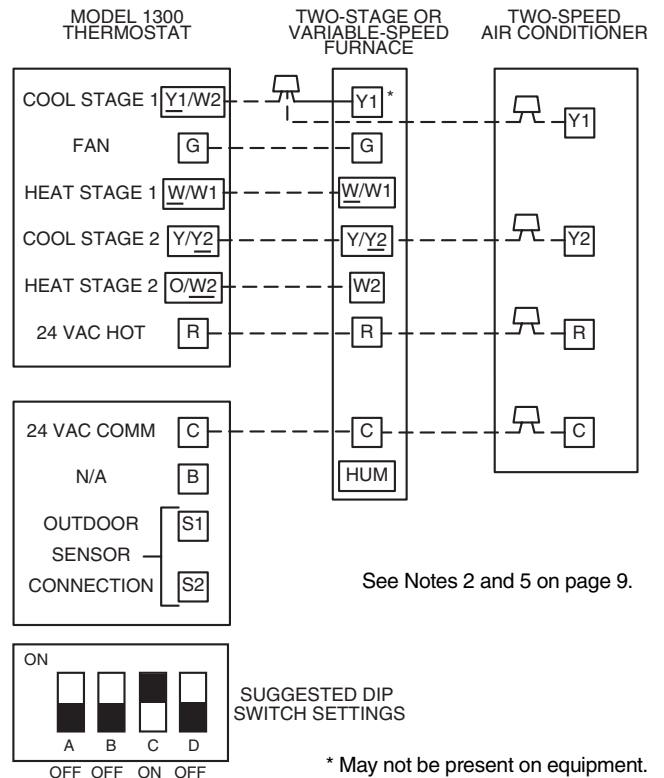 MODEL 1300
THERMOSTAT
TWO-STAGE OR
VARIABLE-SPEED
FURNACE
TWO-SPEED
AIR CONDITIONER
COOL STAGE 1 Y1/W2
Y1 *
Y1
FAN G
G
HEAT STAGE 1 W/W1
W/W1
COOL STAGE 2 Y/Y2
Y/Y2
Y2
HEAT STAGE 2 O/W2
W2
24 VAC HOT R
R
R
24 VAC COMM C
C
C
N/A B
HUM
OUTDOOR S1
SENSOR
CONNECTION S2
See Notes 2 and 5 on page 9.
ON
A B C D
OFF OFF ON OFF
SUGGESTED DIP
SWITCH SETTINGS
* May not be present on equipment.